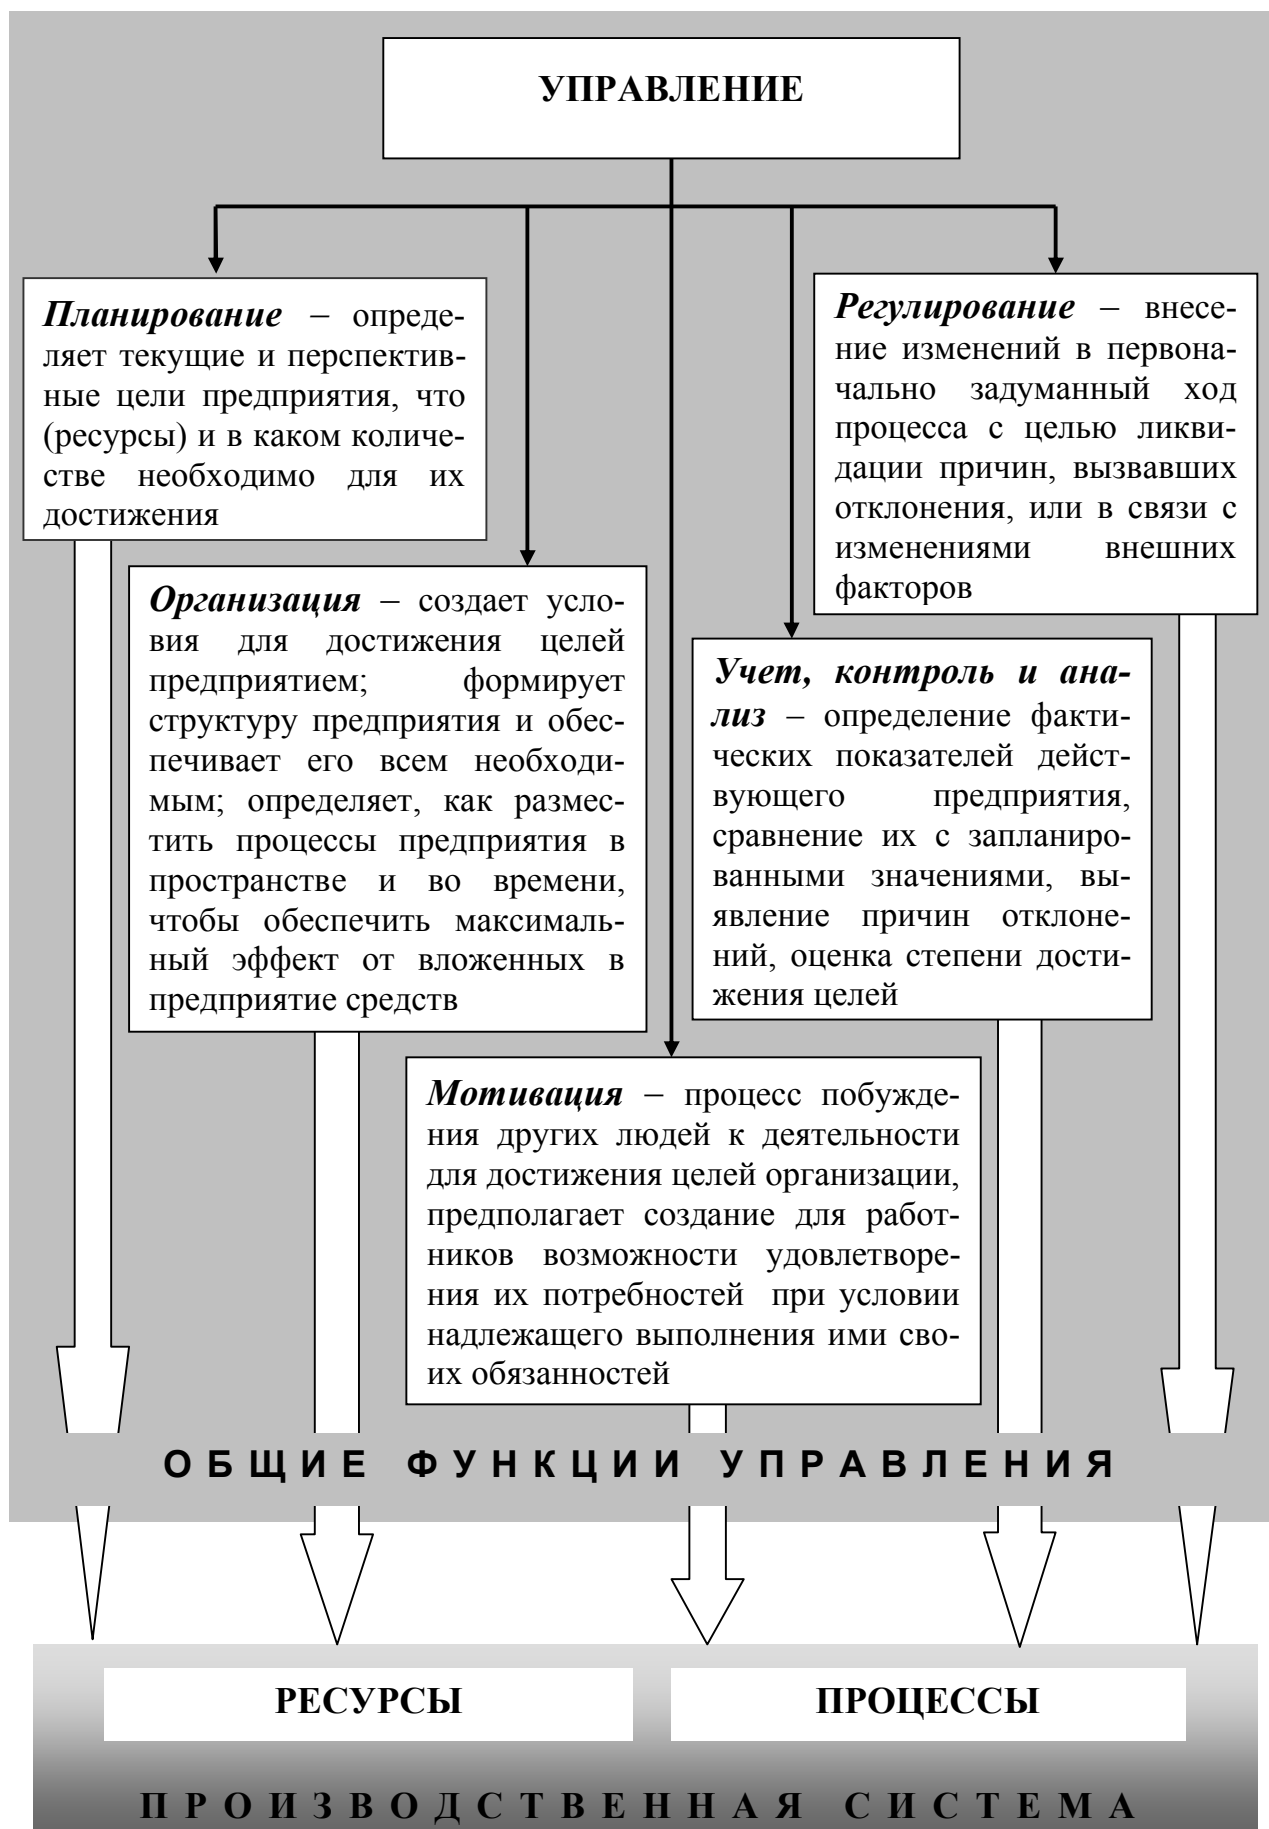 УПРАВЛЕНИЕ
Планирование – опреде-
ляет текущие и перспектив-
ные цели предприятия, что
(ресурсы) и в каком количе-
стве необходимо для их
достижения
Регулирование – внесе-
ние изменений в первона-
чально задуманный ход
процесса с целью ликви-
дации причин, вызвавших
отклонения, или в связи с
изменениями внешних
факторов
Организация – создает усло-
вия для достижения целей
предприятием; формирует
структуру предприятия и обес-
печивает его всем необходи-
мым; определяет, как размес-
тить процессы предприятия в
пространстве и во времени,
чтобы обеспечить максималь-
ный эффект от вложенных в
предприятие средств
Учет, контроль и ана-
лиз – определение факти-
ческих показателей дейст-
вующего предприятия,
сравнение их с запланиро-
ванными значениями, вы-
явление причин отклоне-
ний, оценка степени дости-
жения целей
Мотивация – процесс побужде-
ния других людей к деятельности
для достижения целей организации,
предполагает создание для работ-
ников возможности удовлетворе-
ния их потребностей при условии
надлежащего выполнения ими сво-
их обязанностей
ОБЩИЕ ФУНКЦИИ УПРАВЛЕНИЯ
РЕСУРСЫ
ПРОЦЕССЫ
ПРОИЗВОДСТВЕННАЯ СИСТЕМА